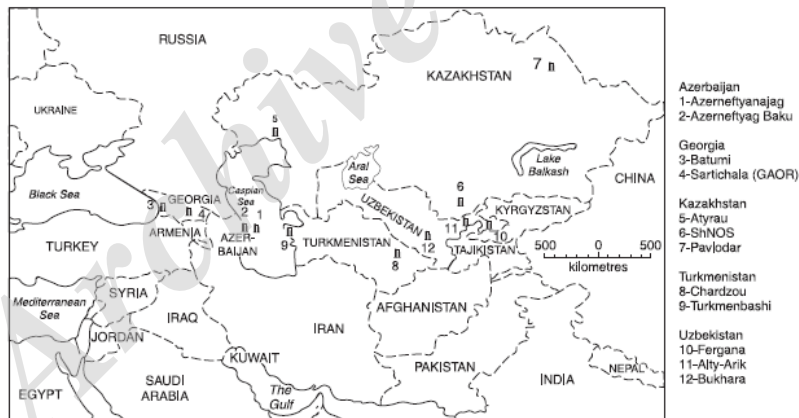 RUSSIA
7
KAZAKHSTAN
UKRAINE
5
Aral
Sea
Lake
Balkash
CHINA
Black Sea
3
GEORGIA
4
Caspian
Sea
2 1
6
UZBEKISTAN
KYRGYZSTAN
11
10
ARMENIA
AZER-
BAIJAN
9
TURKEY
TURKMENISTAN
12
8
TAJIKISTAN
500 0 500
kilometres
Mediterranean
Sea
SYRIA
IRAQ
IRAN
AFGHANISTAN
JORDAN
KUWAIT
PAKISTAN
NEPAL
EGYPT
SAUDI
ARABIA
The
Gulf
INDIA
Azerbaijan
1-Azerneftyanajag
2-Azerneftyag Baku
Georgia
3-Batumi
4-Sartichala (GAOR)
Kazakhstan
5-Atyrau
6-ShNOS
7-Pavlodar
Turkmenistan
8-Chardzou
9-Turkmenbashi
Uzbekistan
10-Fergana
11-Alty-Arik
12-Bukhara
Archive